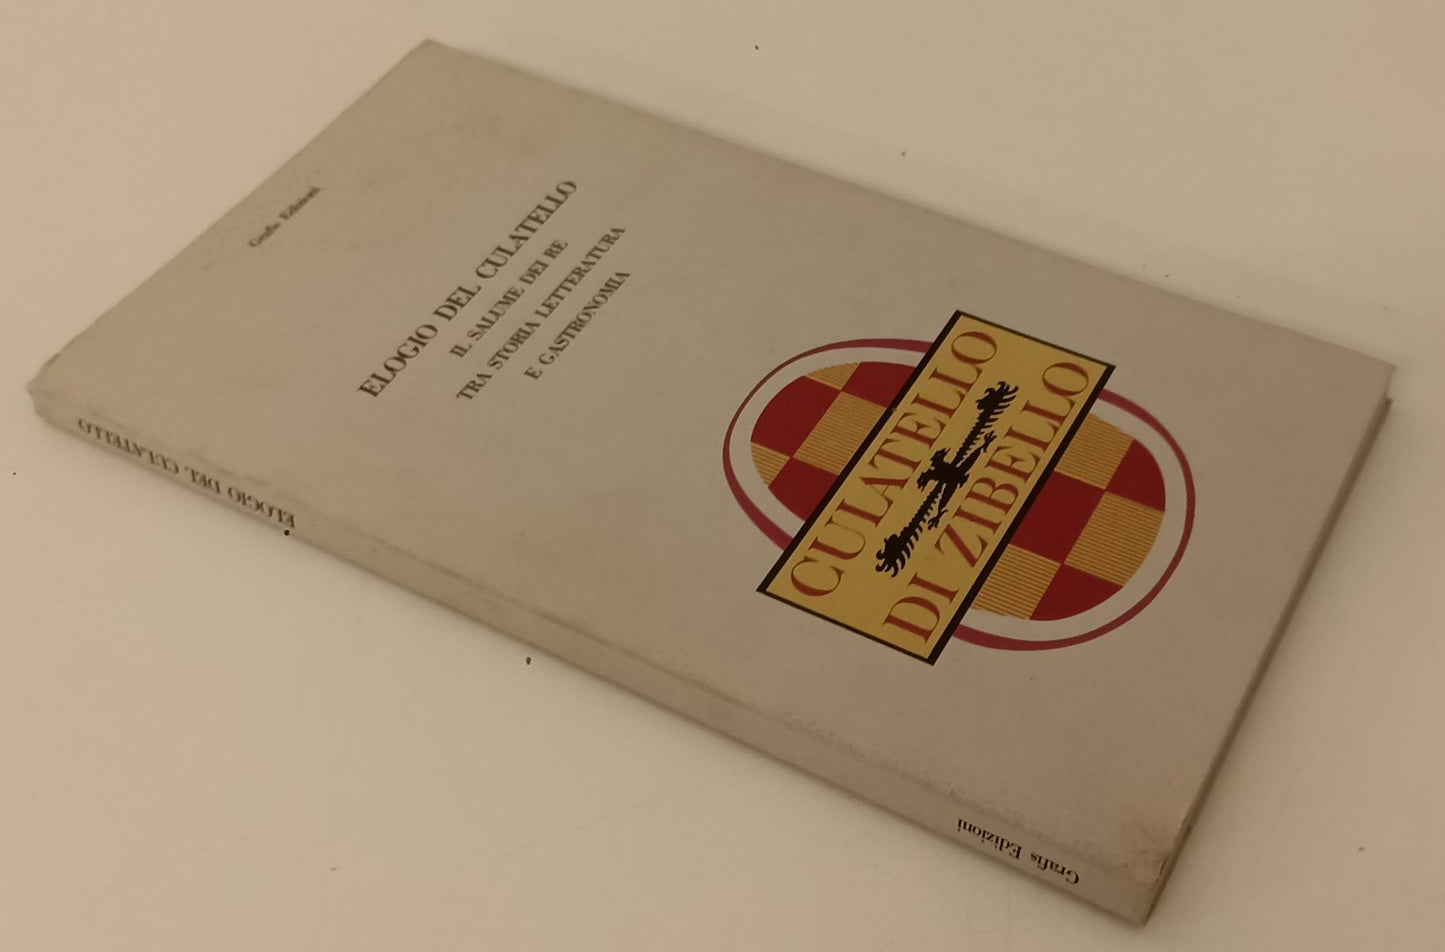 Grafis Edizioni
ELOGIO DEL CULATELLO
IL SALUME DEI RE
TRA STORIA LETTERATURA
E GASTRONOMIA
CULATELLO
DI ZIBELLO
ELOGIO DEL CULATELLO
Grafis Edizioni